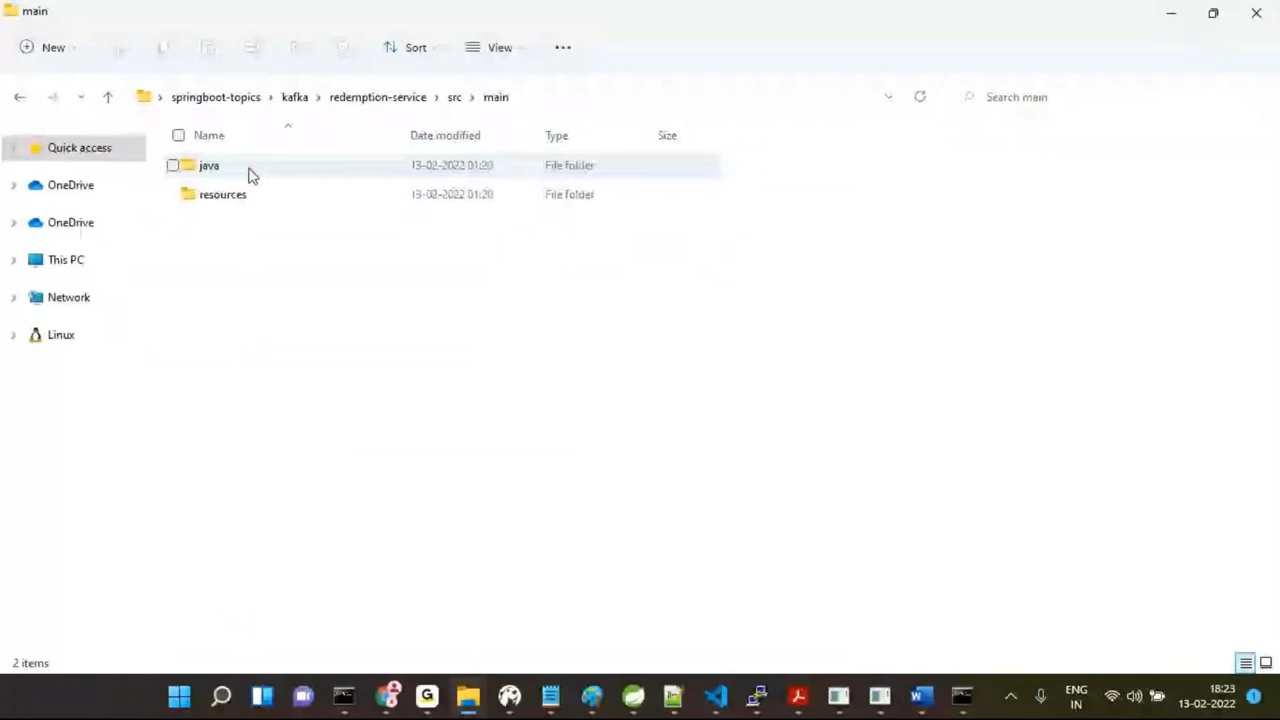 main
New
Sort
View
springboot-topics > kafka > redemption-service > src > main
Search main
Name Date modified Type Size
Quick access
java 13-02-2022 01:20 File folder
OneDrive
resources 13-02-2022 01:20 File folder
OneDrive
This PC
Network
Linux
2 items
ENG
IN
18:23
13-02-2022